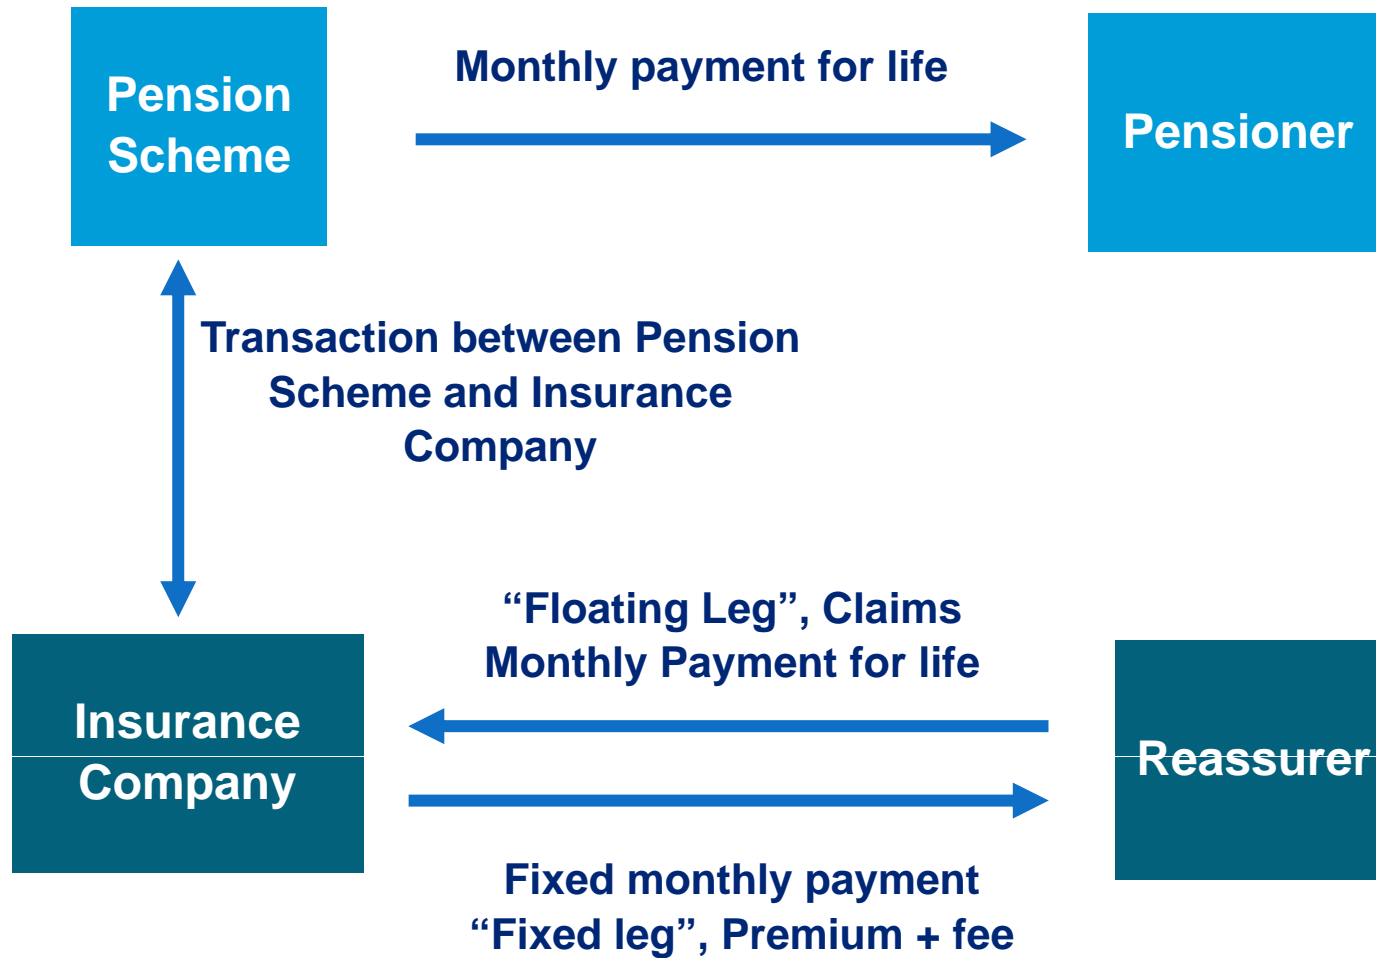 Pension
Scheme
Monthly payment for life
Pensioner
Transaction between Pension
Scheme and Insurance
Company
“Floating Leg”, Claims
Monthly Payment for life
Insurance
Company
Reassurer
Fixed monthly payment
“Fixed leg”, Premium + fee